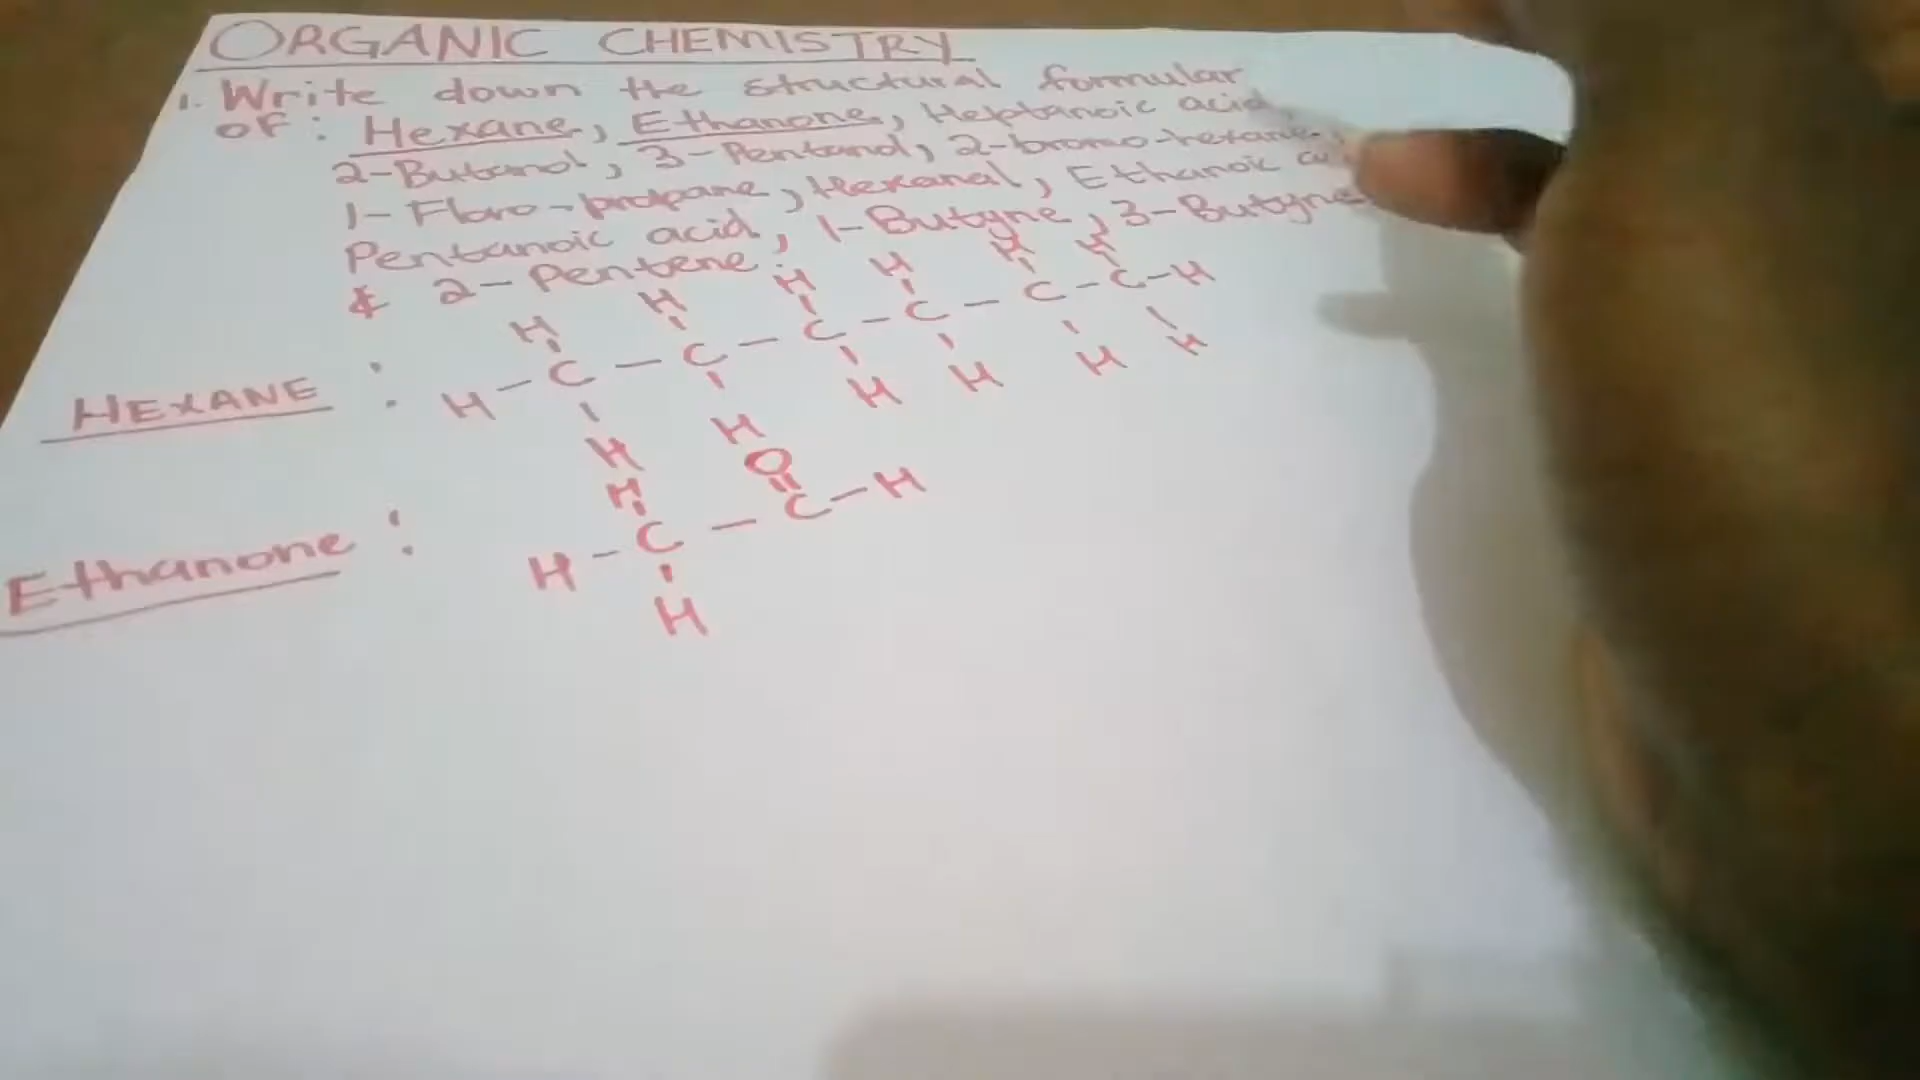 ORGANIC CHEMISTRY
1. Write down the structural formular
of: Hexane, Ethanone, Heptanoic acid,
2-Butanol, 3-Pentanol, 2-bromo-hexane,
1-Floro-propane, Hexanal, Ethanoic
Pentanoic acid, 1-Butyne, 3-Butyne
& 2-Pentene.
H H H H H H
HEXANE : H - C - C - C - C - C - C - H
H H H H H H
H O
Ethanone : H - C - C - H
H